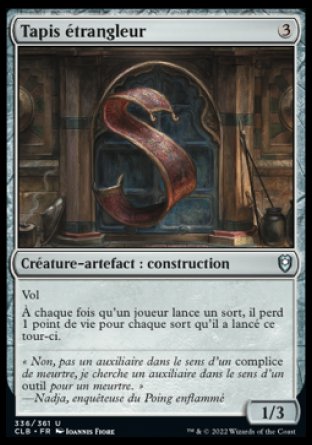 Tapis étrangleur 3
Créature-artefact : construction
Vol
À chaque fois qu'un joueur lance un sort, il perd
1 point de vie pour chaque sort qu'il a lancé ce
tour-ci.
« Non, pas un auxiliaire dans le sens d'un complice
de meurtre, je cherche un auxiliaire dans le sens d'un
outil pour un meurtre. »
—Nadja, enquêteuse du Poing enflammé
1/3
336/361 U
CLB • FR Ioannis Fiore
™ & © 2022 Wizards of the Coast